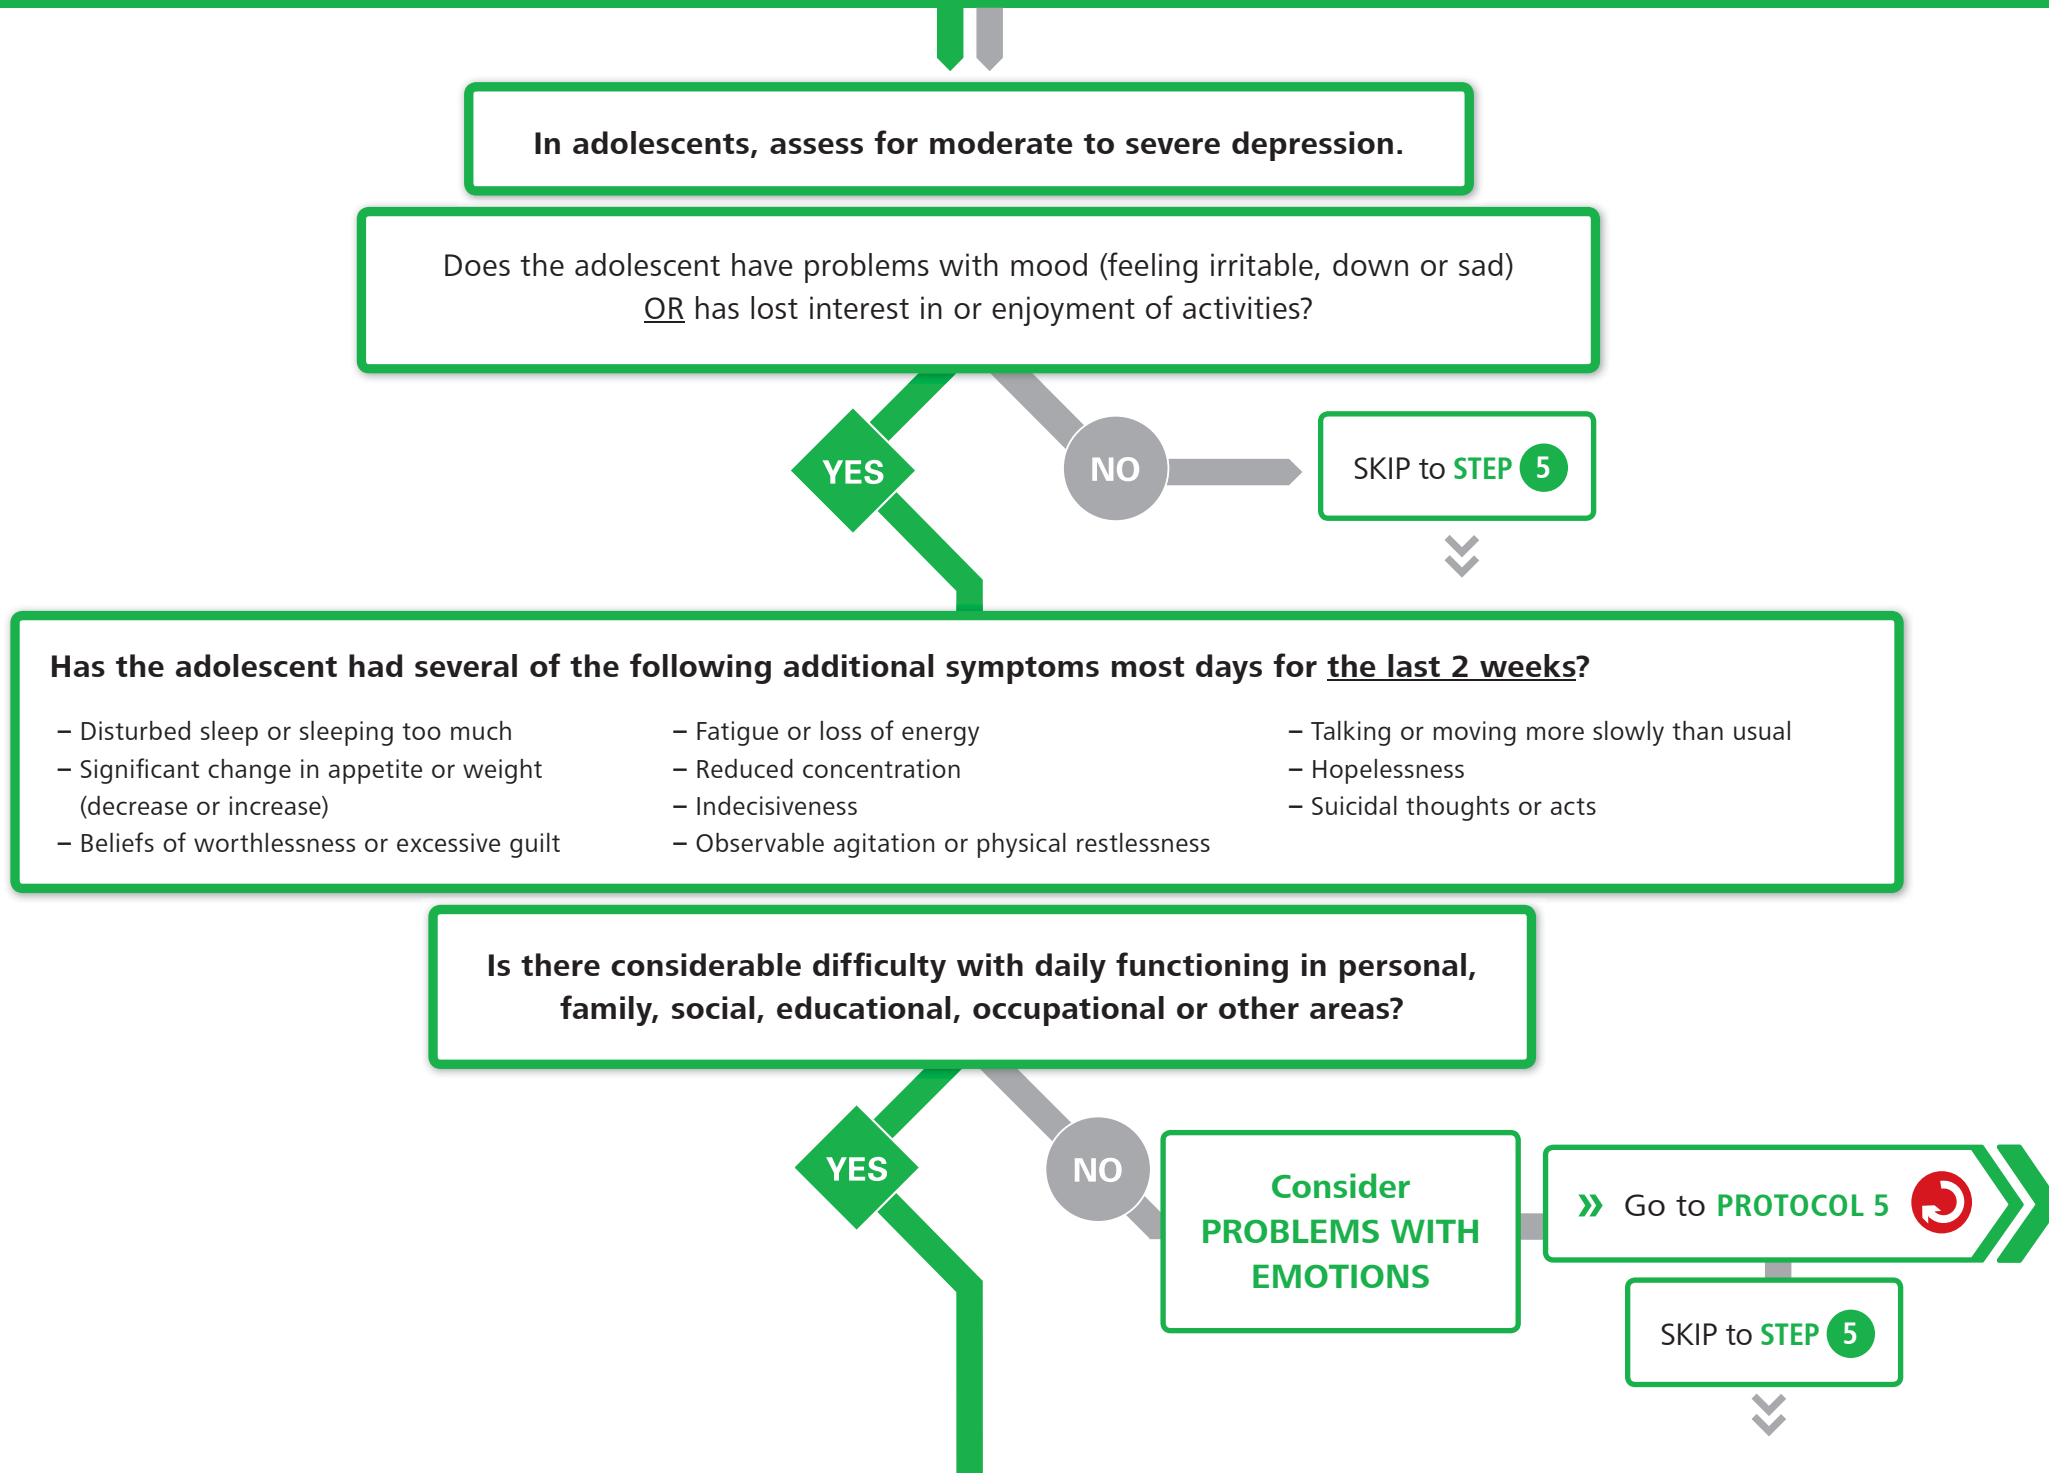 In adolescents, assess for moderate to severe depression.
Does the adolescent have problems with mood (feeling irritable, down or sad)
OR has lost interest in or enjoyment of activities?
YES
NO
SKIP to STEP 5
Has the adolescent had several of the following additional symptoms most days for the last 2 weeks?
– Disturbed sleep or sleeping too much
– Significant change in appetite or weight
(decrease or increase)
– Beliefs of worthlessness or excessive guilt
– Fatigue or loss of energy
– Reduced concentration
– Indecisiveness
– Observable agitation or physical restlessness
– Talking or moving more slowly than usual
– Hopelessness
– Suicidal thoughts or acts
Is there considerable difficulty with daily functioning in personal,
family, social, educational, occupational or other areas?
YES
NO
Consider
PROBLEMS WITH
EMOTIONS
» Go to PROTOCOL 5
SKIP to STEP 5